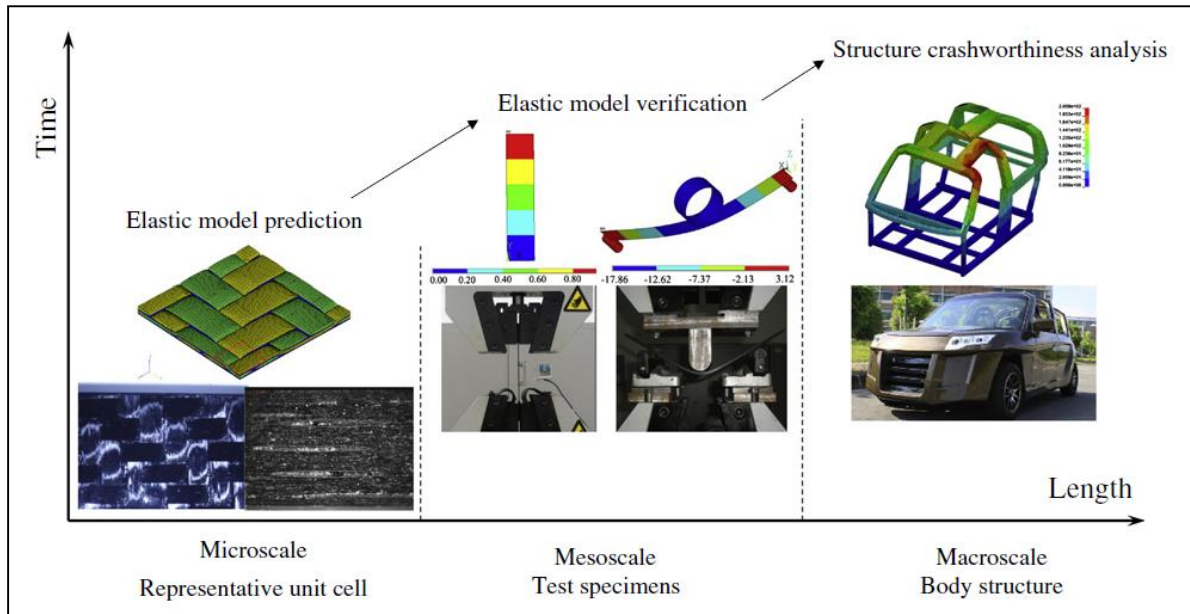 Structure crashworthiness analysis
Elastic model verification
Elastic model prediction
Time
0.00 0.20 0.40 0.60 0.80
-17.86 -12.62 -7.37 -2.13 3.12
Length
Microscale
Representative unit cell
Mesoscale
Test specimens
Macroscale
Body structure